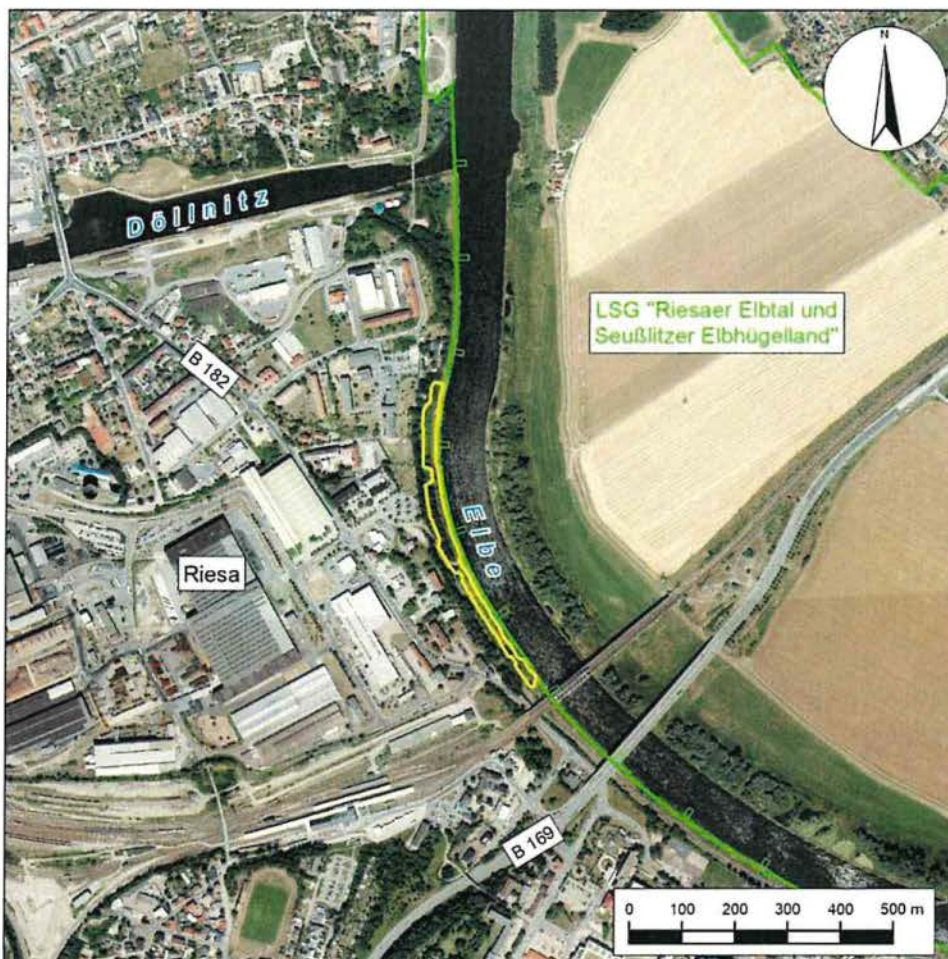 N
Döllnitz
LSG "Riesaer Elbtal und
Seußlitzer Elbhügelland"
B 182
Elbe
Riesa
B 169
0 100 200 300 400 500 m